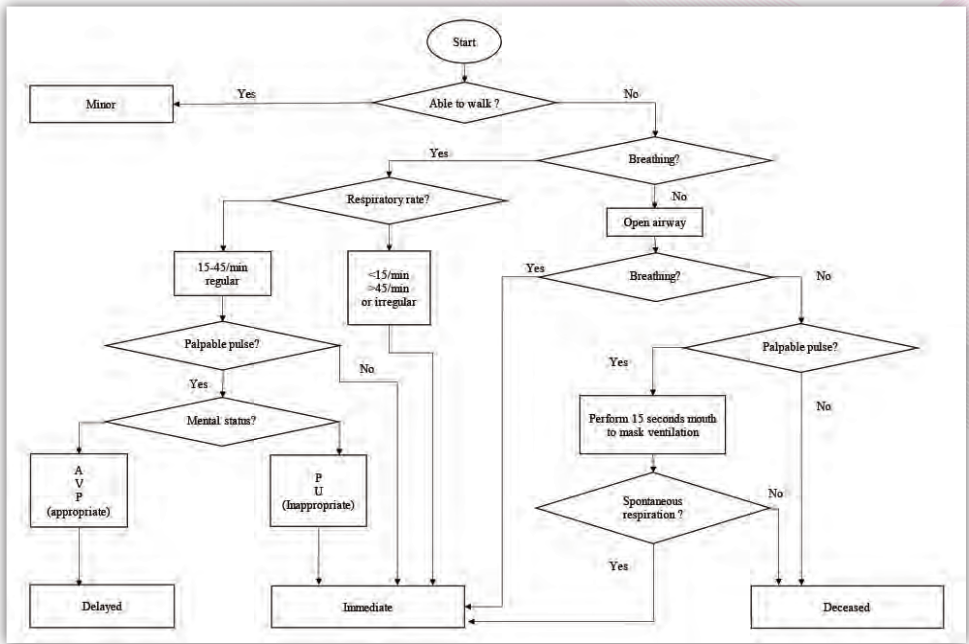 Start
Able to walk ?
Yes
No
Minor
Breathing?
Yes
No
Respiratory rate?
Open airway
15-45/min
regular
<15/min
>45/min
or irregular
Breathing?
Yes
No
Palpable pulse?
No
Yes
Palpable pulse?
Yes
No
Mental status?
Perform 15 seconds mouth
to mask ventilation
A
V
P
(appropriate)
P
U
(Inappropriate)
Spontaneous
respiration ?
No
Yes
Delayed
Immediate
Deceased